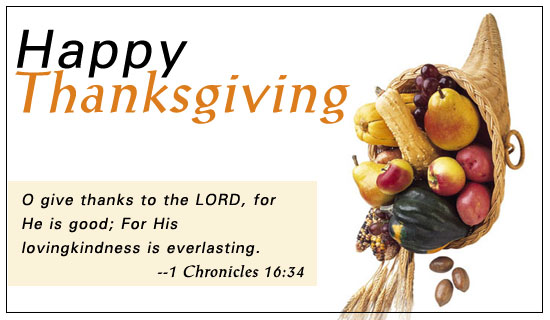 Happy
Thanksgiving
O give thanks to the LORD, for
He is good; For His
lovingkindness is everlasting.
--1 Chronicles 16:34